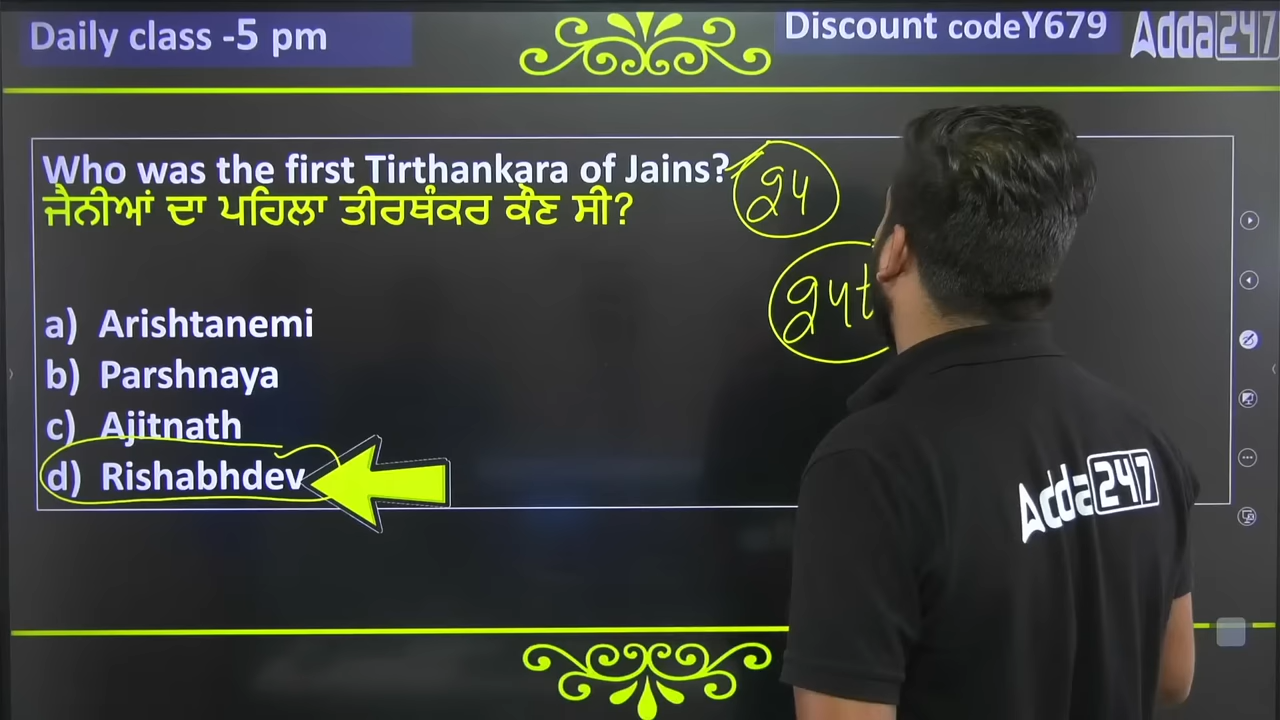 Daily class -5 pm
Discount codeY679
Adda247
Who was the first Tirthankara of Jains?
24
ਜੈਨੀਆਂ ਦਾ ਪਹਿਲਾ ਤੀਰਥੰਕਰ ਕੌਣ ਸੀ?
24t
a) Arishtanemi
b) Parshnaya
c) Ajitnath
d) Rishabhdev
Adda247